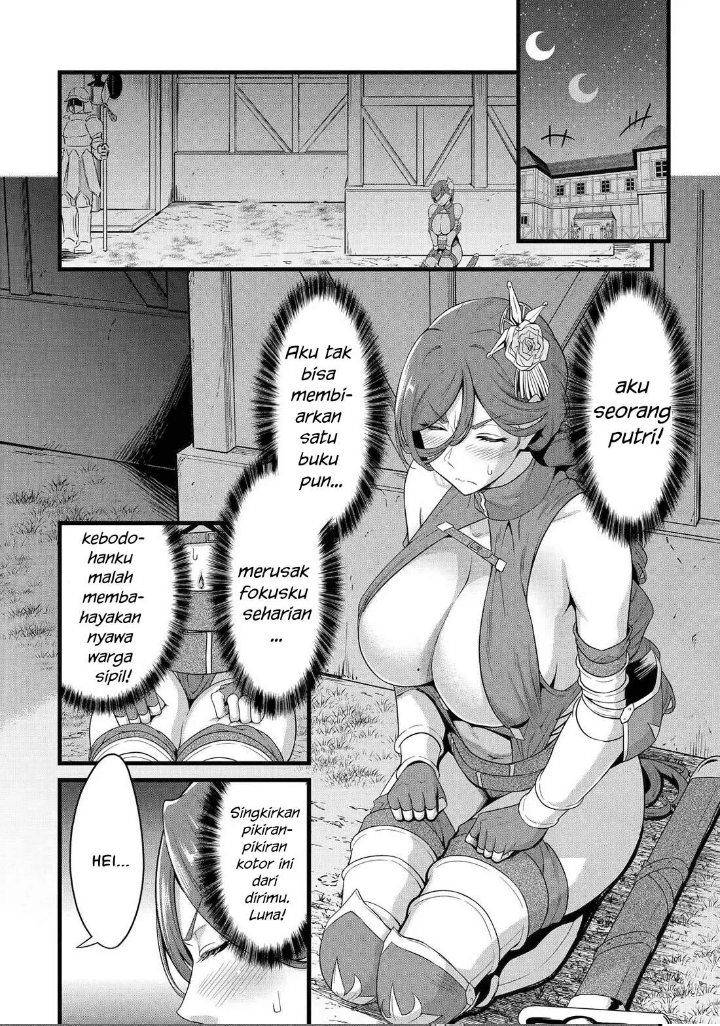 aku
seorang
putri!
Aku tak
bisa
membi-
arkan
satu
buku
pun...
merusak
fokusku
seharian
...
kebodo-
hanku
malah
memba-
hayakan
nyawa
warga
sipil!
Singkirkan
pikiran-
pikiran
kotor ini
dari
dirimu.
Luna!
HEI...